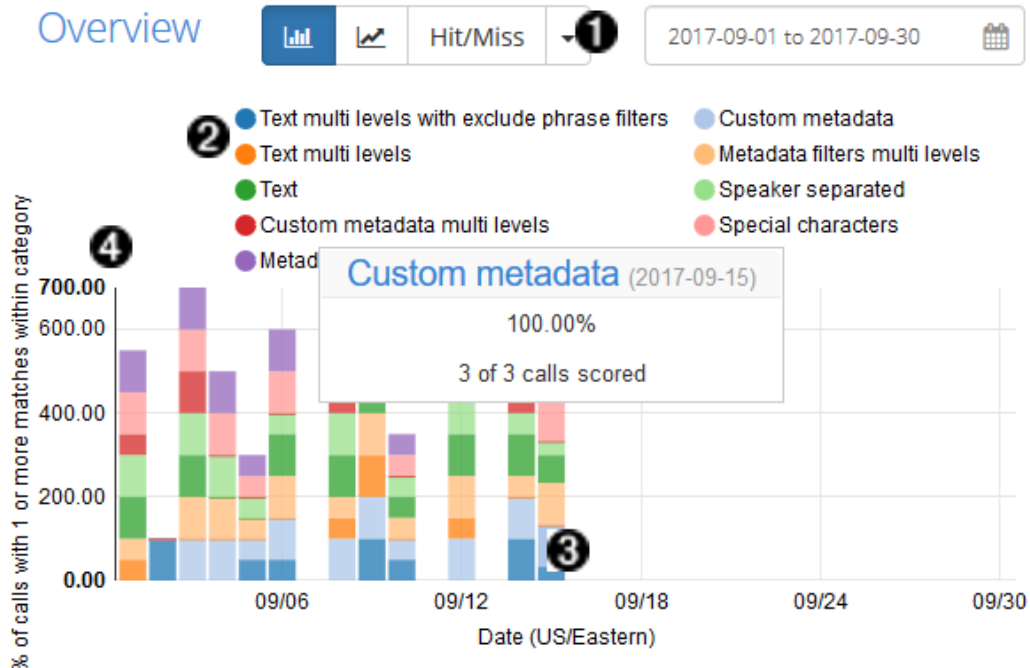 Overview
Hit/Miss
1
2017-09-01 to 2017-09-30
2
Text multi levels with exclude phrase filters
Custom metadata
Text multi levels
Metadata filters multi levels
Text
Speaker separated
Custom metadata multi levels
Special characters
Metad
Custom metadata (2017-09-15)
100.00%
3 of 3 calls scored
4
% of calls with 1 or more matches within category
700.00
600.00
400.00
200.00
0.00
3
09/06
09/12
09/18
09/24
09/30
Date (US/Eastern)